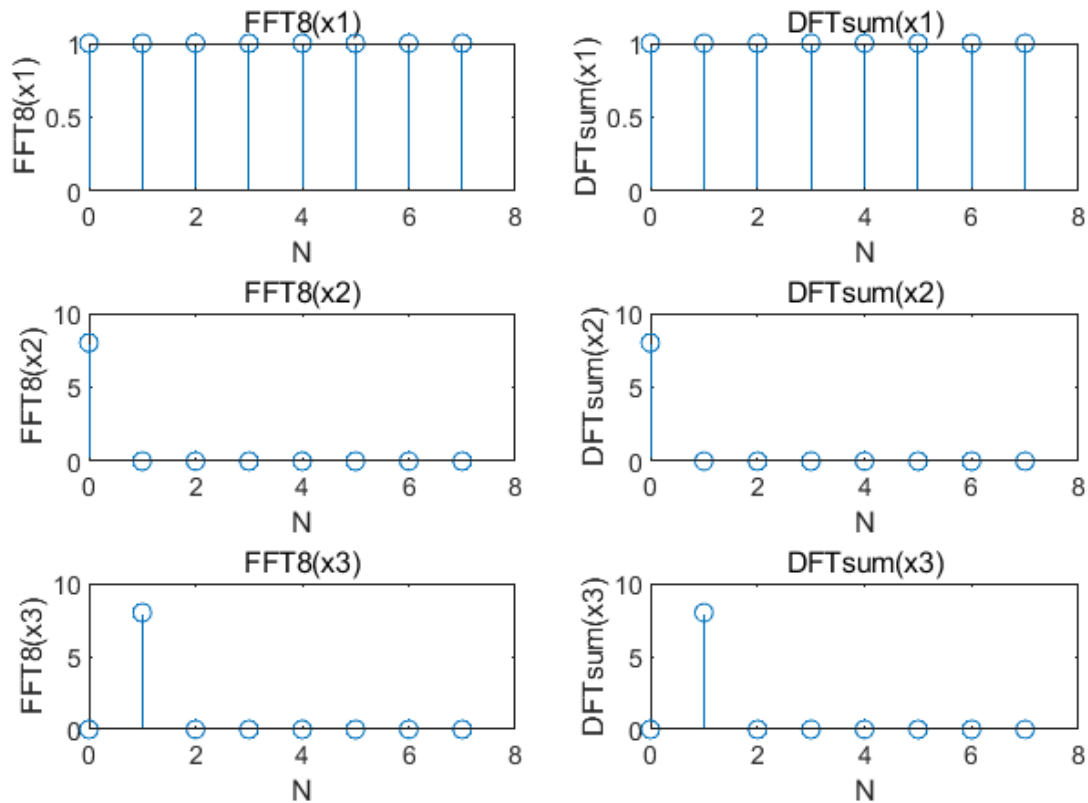 FFT8(x1)
FFT8(x1)
1
0.5
0
0 2 4 6 8
N
DFTsum(x1)
DFTsum(x1)
1
0.5
0
0 2 4 6 8
N
FFT8(x2)
FFT8(x2)
10
5
0
0 2 4 6 8
N
DFTsum(x2)
DFTsum(x2)
10
5
0
0 2 4 6 8
N
FFT8(x3)
FFT8(x3)
10
5
0
0 2 4 6 8
N
DFTsum(x3)
DFTsum(x3)
10
5
0
0 2 4 6 8
N